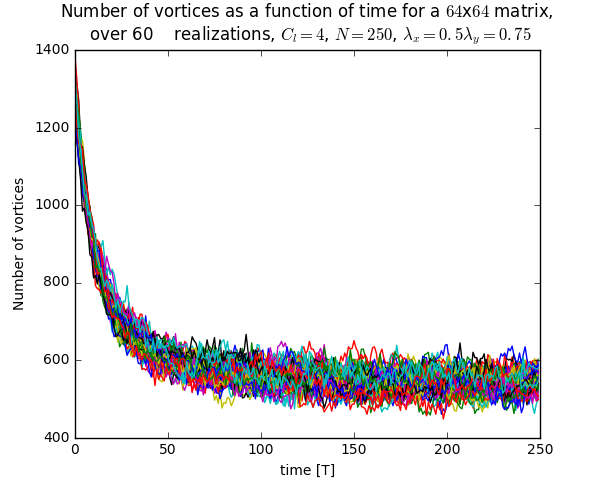 Number of vortices as a function of time for a 64x64 matrix,
over 60 realizations, C_l = 4, N = 250, λ_x = 0.5λ_y = 0.75
1400
1200
1000
800
600
400
Number of vortices
0 50 100 150 200 250
time [T]